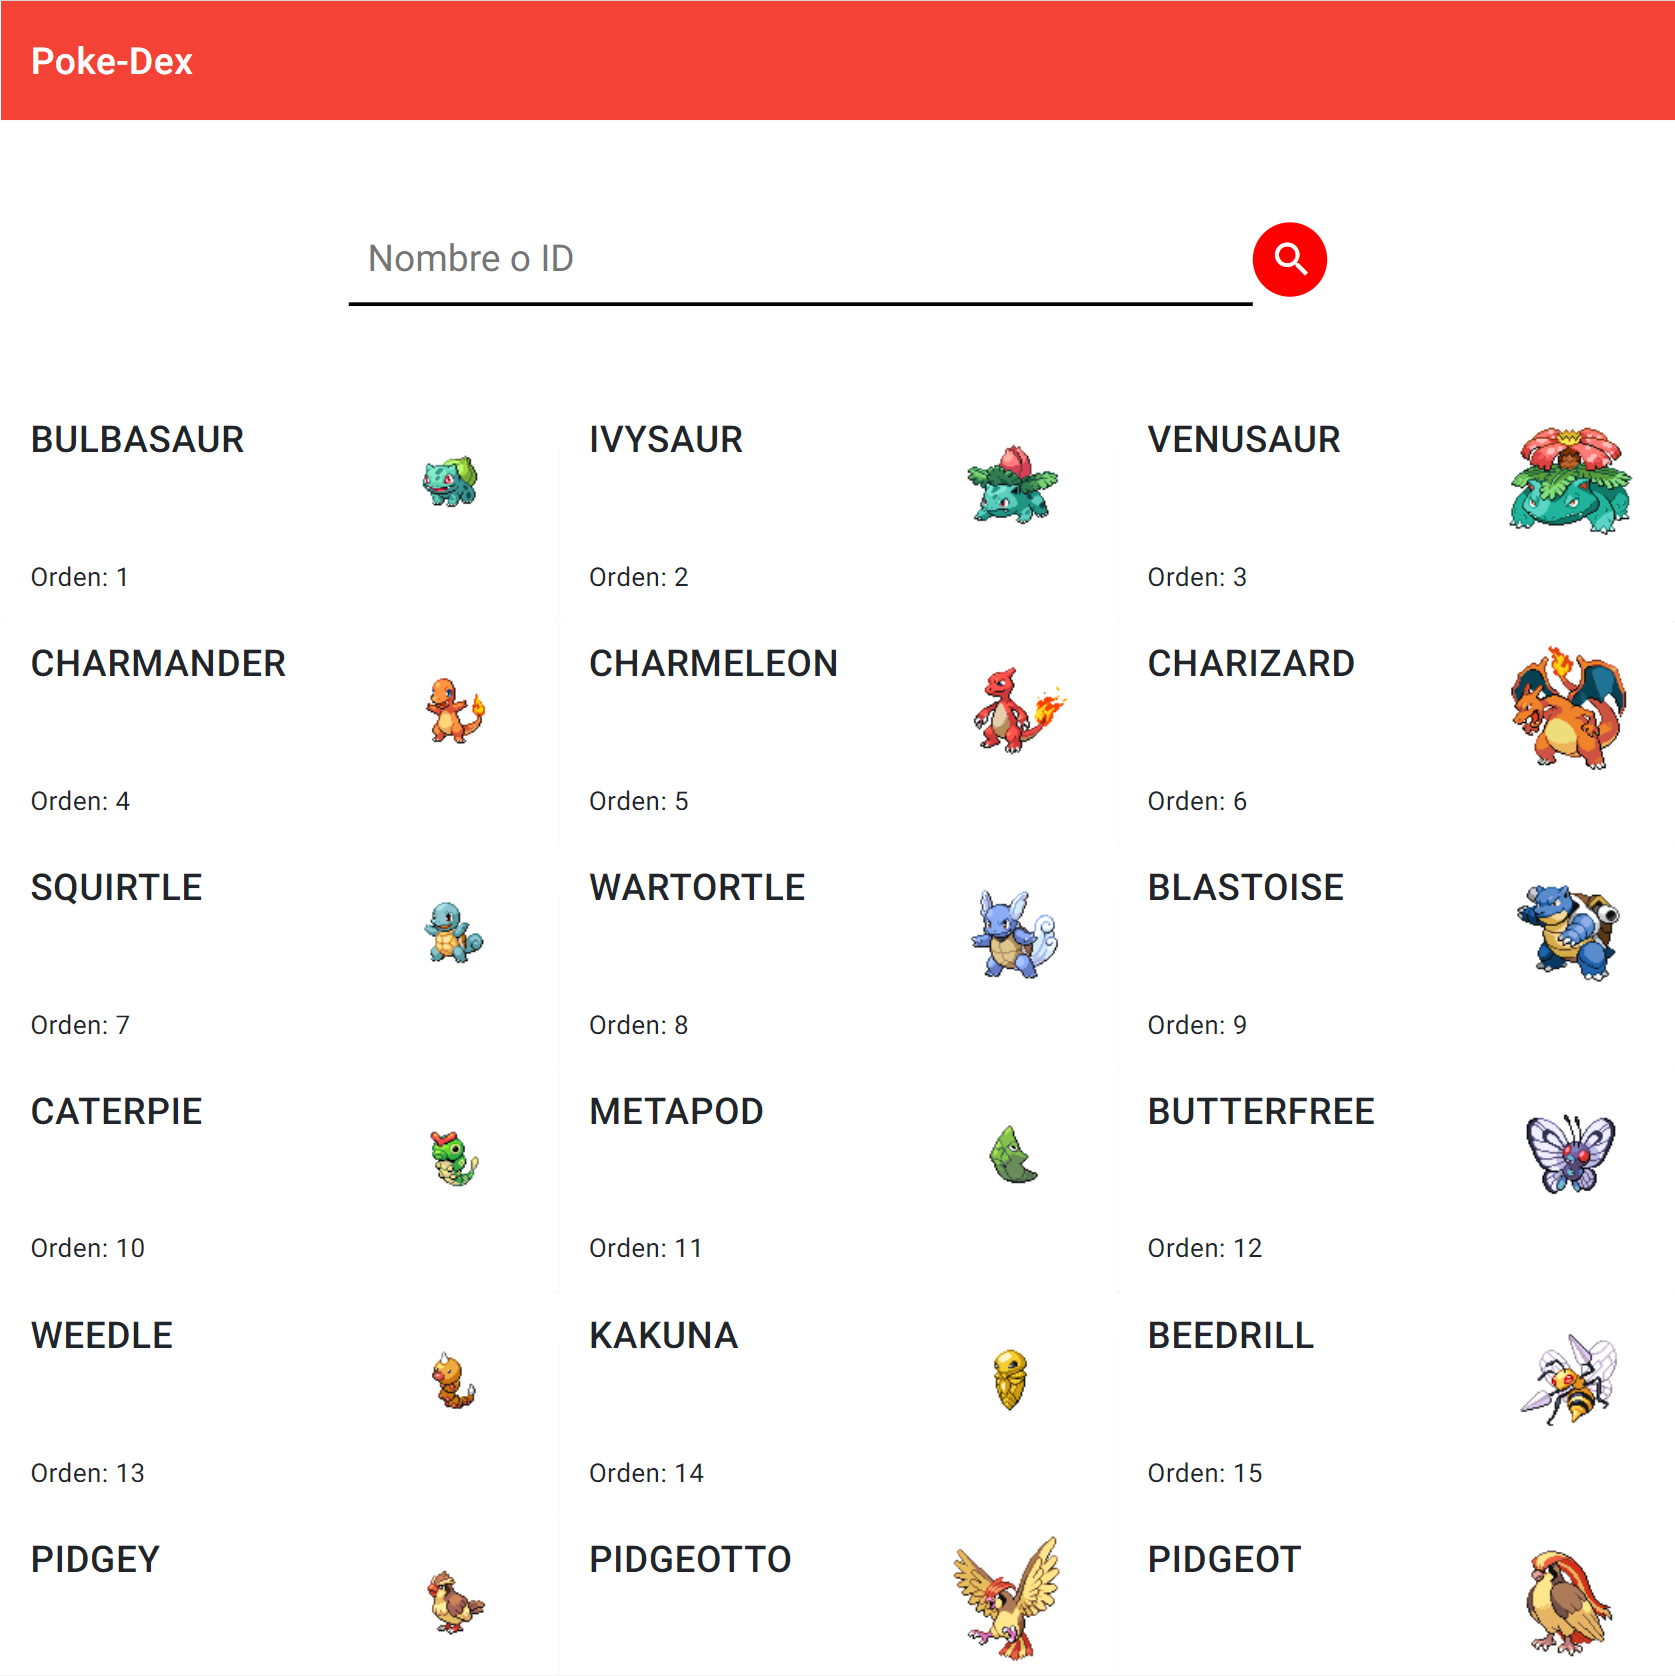 Poke-Dex
Nombre o ID
BULBASAUR
Orden: 1
IVYSAUR
Orden: 2
VENUSAUR
Orden: 3
CHARMANDER
Orden: 4
CHARMELEON
Orden: 5
CHARIZARD
Orden: 6
SQUIRTLE
Orden: 7
WARTORTLE
Orden: 8
BLASTOISE
Orden: 9
CATERPIE
Orden: 10
METAPOD
Orden: 11
BUTTERFREE
Orden: 12
WEEDLE
Orden: 13
KAKUNA
Orden: 14
BEEDRILL
Orden: 15
PIDGEY
PIDGEOTTO
PIDGEOT